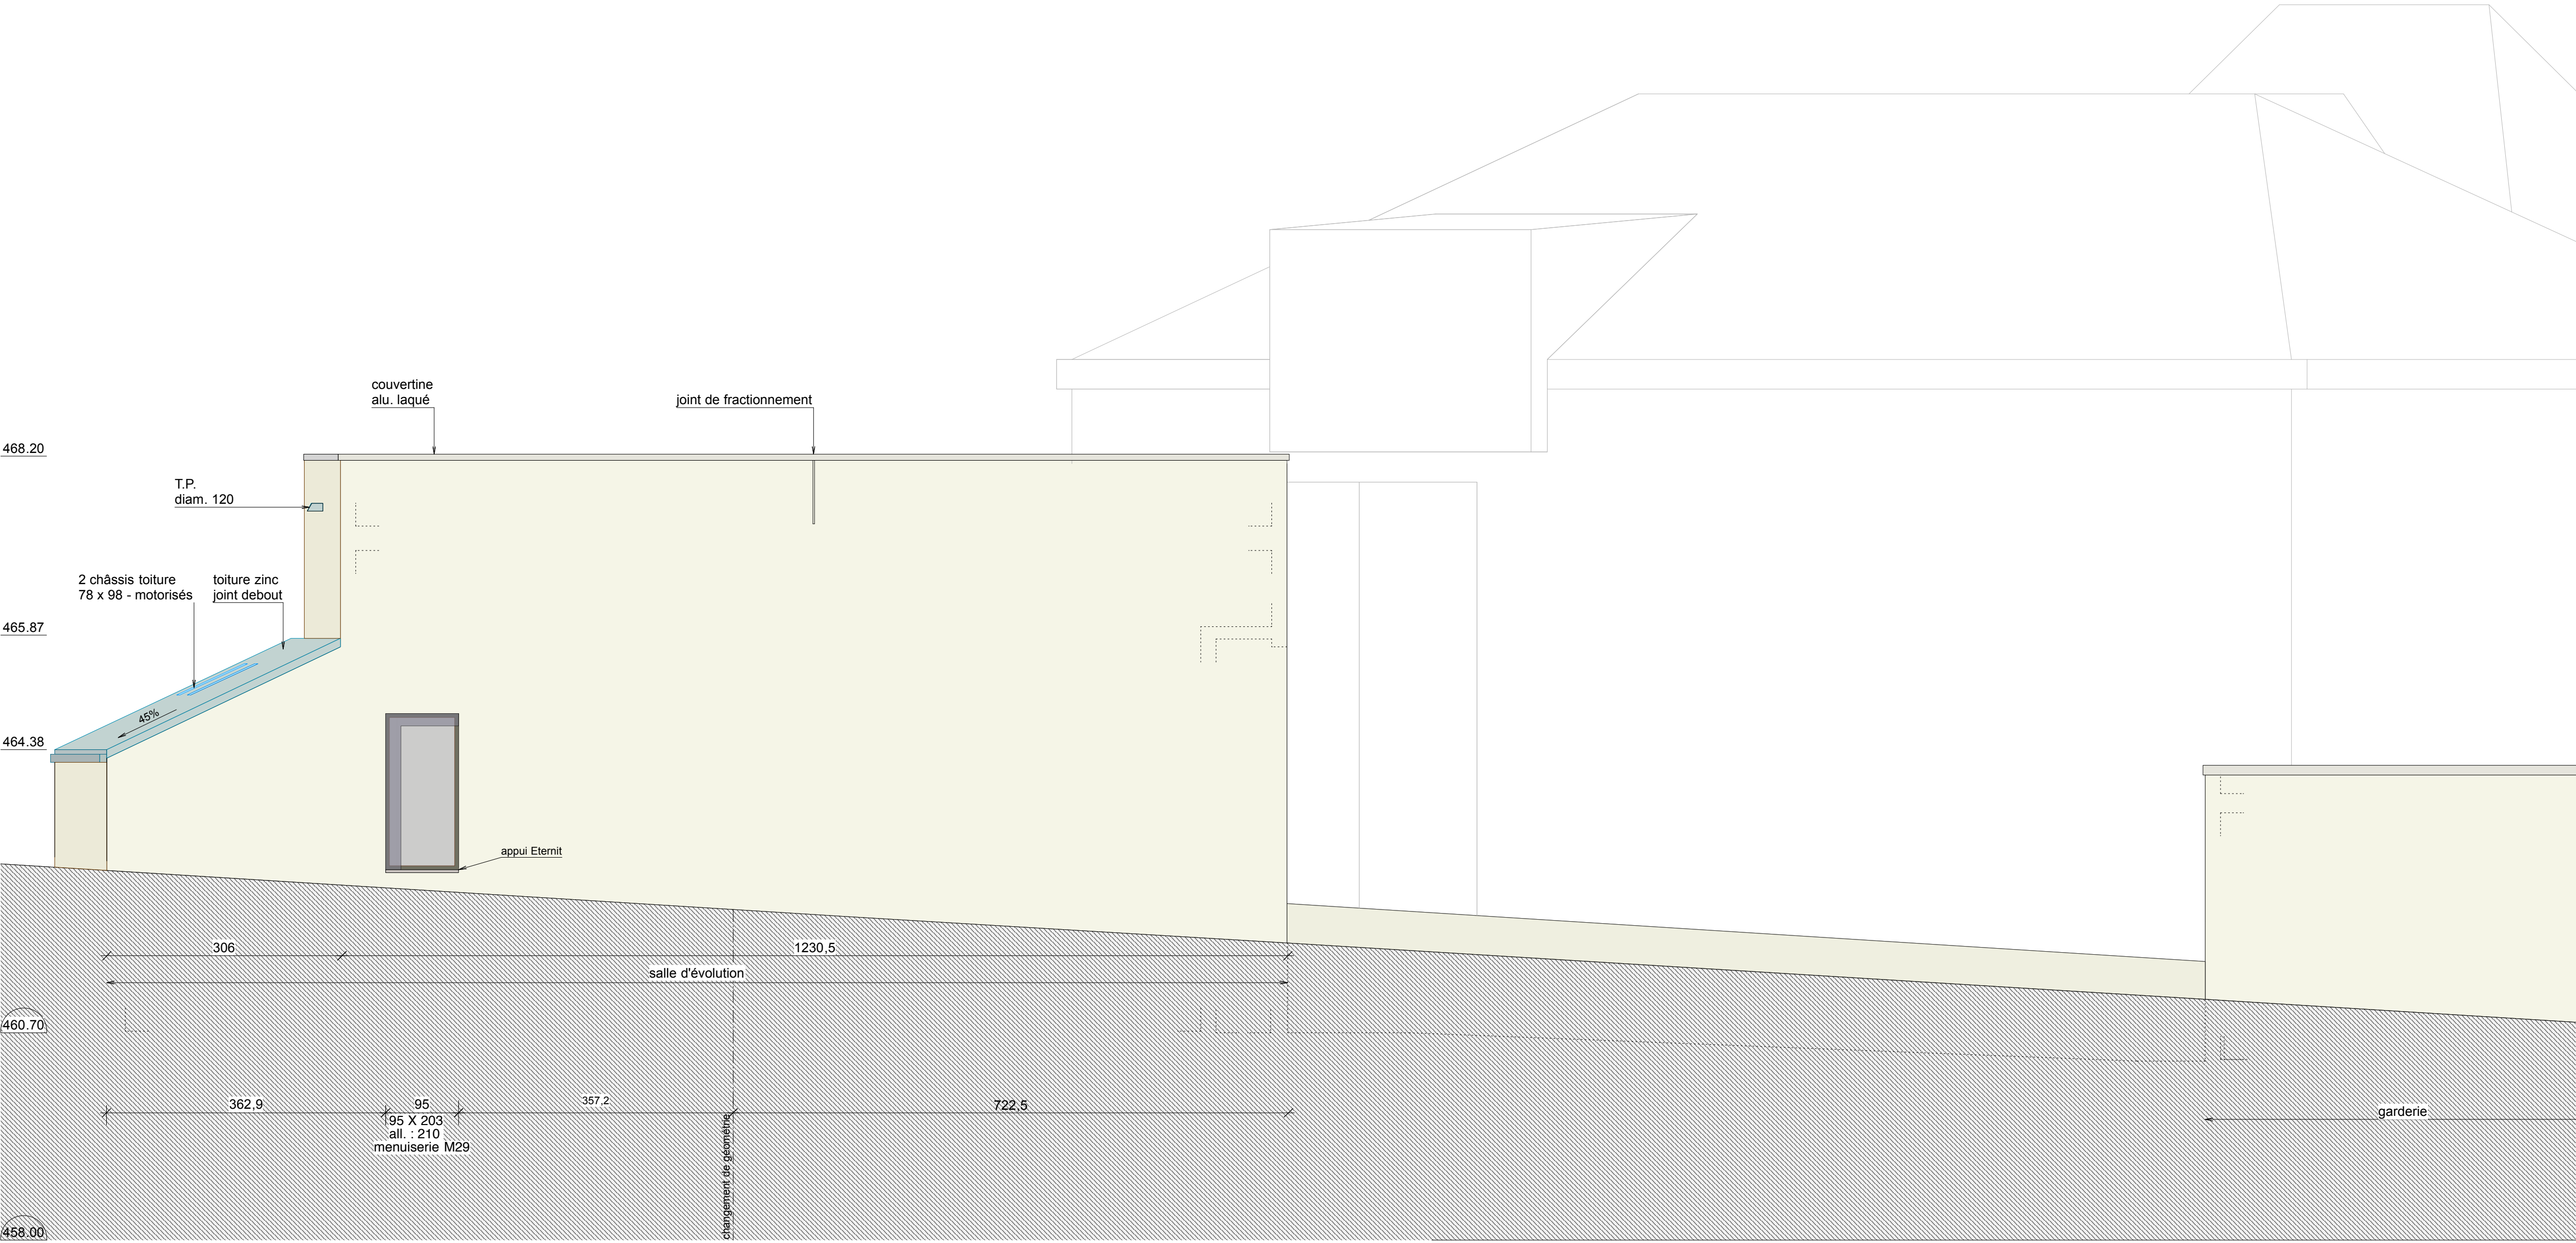 couvertine
alu. laqué
joint de fractionnement
468.20
T.P.
diam. 120
2 châssis toiture
78 x 98 - motorisés
toiture zinc
joint debout
465.87
45%
464.38
appui Eternit
306
1230,5
salle d'évolution
460.70
362,9
95
357,2
722,5
95 X 203
all. : 210
menuiserie M29
changement de géométrie
garderie
458.00